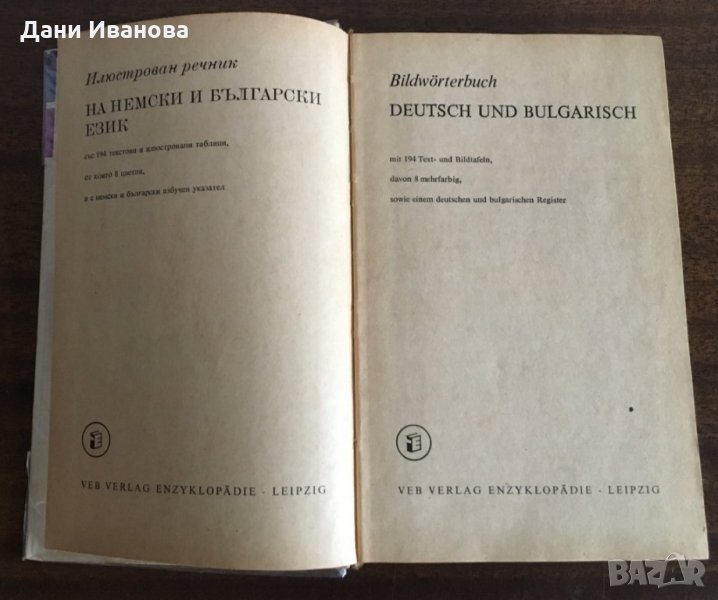 Дани Иванова
Илюстрован речник
НА НЕМСКИ И БЪЛГАРСКИ
ЕЗИК
със 194 текстови и илюстровани таблици,
от които 8 цветни,
и с немски и български азбучен указател
VEB VERLAG ENZYKLOPÄDIE · LEIPZIG
Bildwörterbuch
DEUTSCH UND BULGARISCH
mit 194 Text- und Bildtafeln,
davon 8 mehrfarbig,
sowie einem deutschen und bulgarischen Register
VEB VERLAG ENZYKLOPÄDIE · LEIPZIG
BAZAR